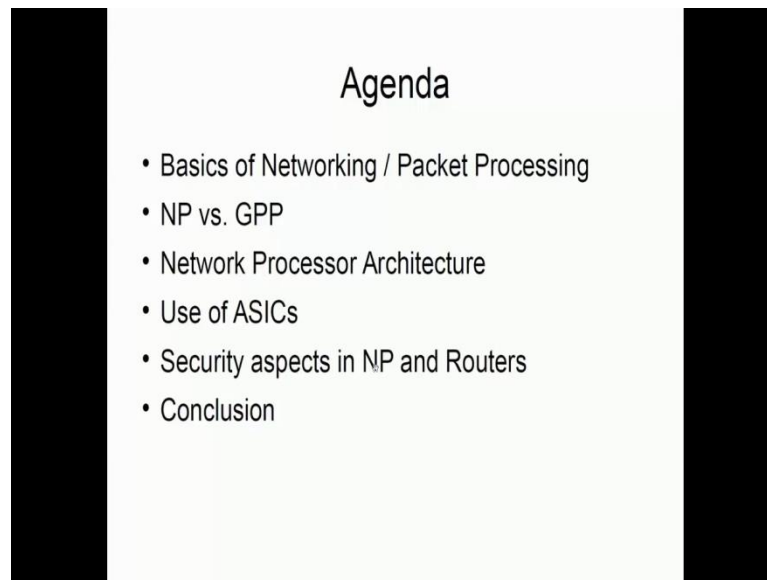 Agenda
• Basics of Networking / Packet Processing
• NP vs. GPP
• Network Processor Architecture
• Use of ASICs
• Security aspects in NP and Routers
• Conclusion